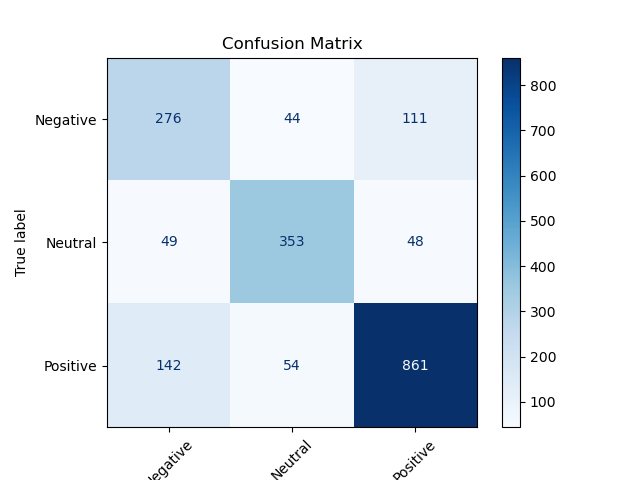 Confusion Matrix
True label
Negative
276 44 111
Neutral
49 353 48
Positive
142 54 861
egative
Neutral
Positive
800
700
600
500
400
300
200
100